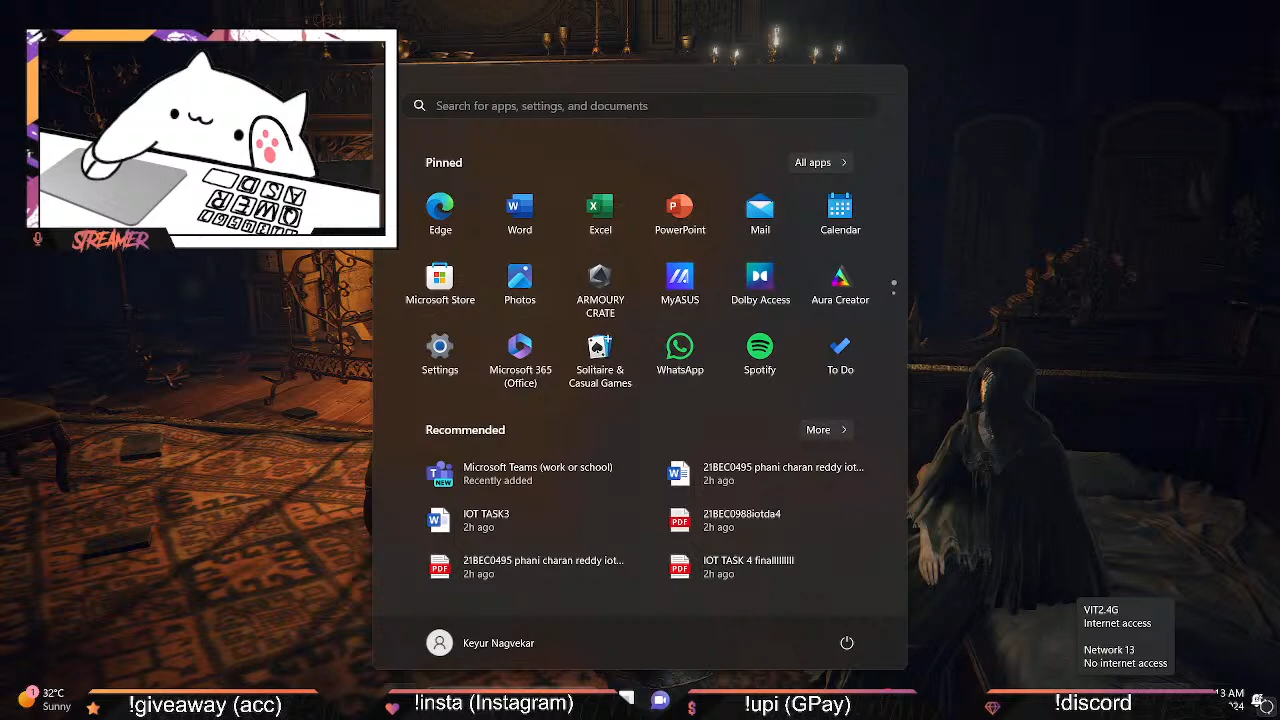 Search for apps, settings, and documents
Pinned
All apps
Edge
Word
Excel
PowerPoint
Mail
Calendar
Microsoft Store
Photos
ARMOURY
CRATE
MyASUS
Dolby Access
Aura Creator
Settings
Microsoft 365
(Office)
Solitaire &
Casual Games
WhatsApp
Spotify
To Do
Recommended
More
Microsoft Teams (work or school)
Recently added
21BEC0495 phani charan reddy iot...
2h ago
IOT TASK3
2h ago
21BEC0988iotda4
2h ago
21BEC0495 phani charan reddy iot...
2h ago
IOT TASK 4 finallllllll
2h ago
Keyur Nagvekar
STREAMER
VIT2.4G
Internet access
Network 13
No internet access
1
32°C
Sunny
!giveaway (acc)
!insta (Instagram)
!upi (GPay)
!discord